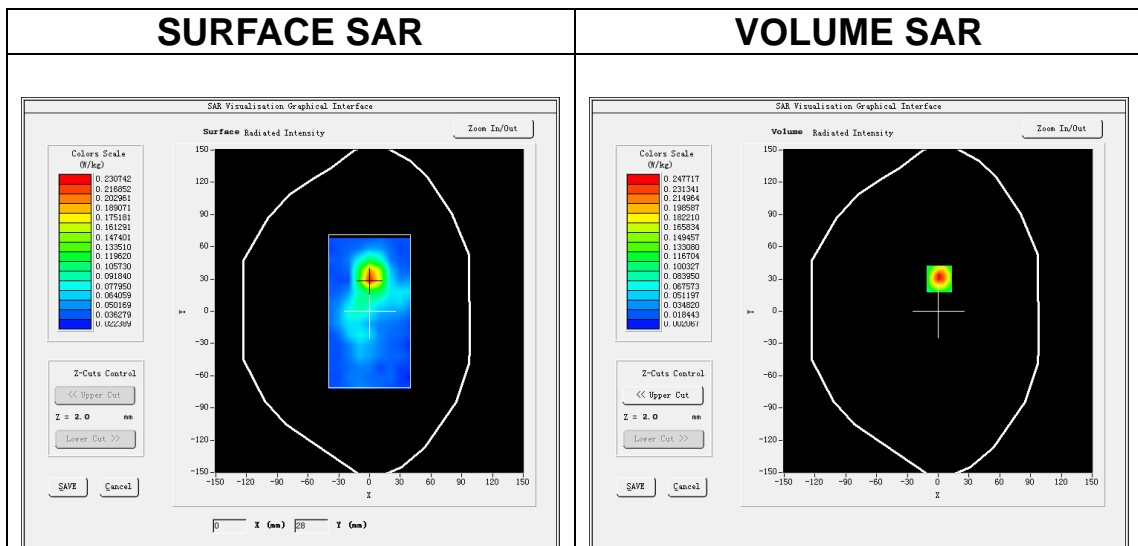 SURFACE SAR
VOLUME SAR
SAR Visualisation Graphical Interface
Surface Radiated Intensity
Zoom In/Out
Colors Scale
(W/kg)
0.230742
0.216852
0.202961
0.189071
0.175181
0.161291
0.147401
0.133510
0.119620
0.105730
0.091840
0.077950
0.064059
0.050169
0.036279
0.022389
Z-Cuts Control
<< Upper Cut
Z = 2.0 mm
Lower Cut >>
SAVE
Cancel
150
120
90
60
30
0
-30
-60
-90
-120
-150
Y
-150 -120 -90 -60 -30 0 30 60 90 120 150
X
0 X (mm) 28 Y (mm)
SAR Visualisation Graphical Interface
Volume Radiated Intensity
Zoom In/Out
Colors Scale
(W/kg)
0.247717
0.231341
0.214964
0.198587
0.182210
0.165834
0.149457
0.133080
0.116704
0.100327
0.083950
0.067573
0.051197
0.034820
0.018443
0.002067
Z-Cuts Control
<< Upper Cut
Z = 2.0 mm
Lower Cut >>
SAVE
Cancel
150
120
90
60
30
0
-30
-60
-90
-120
-150
Y
-150 -120 -90 -60 -30 0 30 60 90 120 150
X